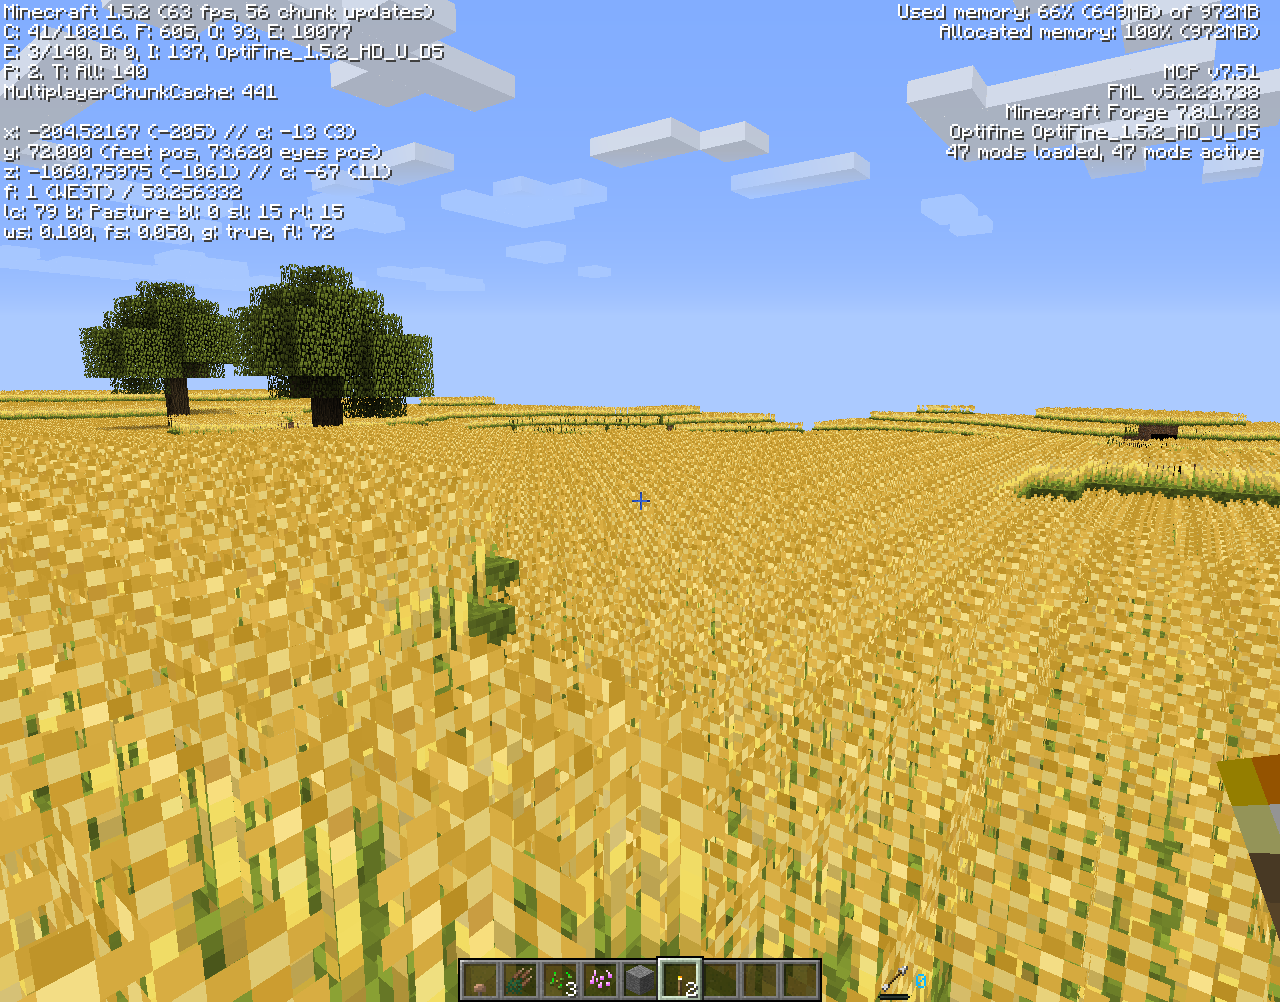 Minecraft 1.5.2 (63 fps, 56 chunk updates)
C: 41/10816. F: 605, O: 93, E: 10077
E: 3/140. B: 0, I: 137, OptiFine_1.5.2_HD_U_D5
P: 2. T: All: 140
MultiplayerChunkCache: 441
x: -204.52167 (-205) // c: -13 (3)
y: 72.000 (feet pos, 73.620 eyes pos)
z: -1060.75975 (-1061) // c: -67 (11)
f: 1 (WEST) / 53.256332
lc: 79 b: Pasture bl: 0 sl: 15 rl: 15
ws: 0.100, fs: 0.050, g: true, fl: 72
Used memory: 66% (649MB) of 972MB
Allocated memory: 100% (972MB)
MCP v7.51
FML v5.2.23.738
Minecraft Forge 7.8.1.738
Optifine OptiFine_1.5.2_HD_U_D5
47 mods loaded, 47 mods active
3
2
0